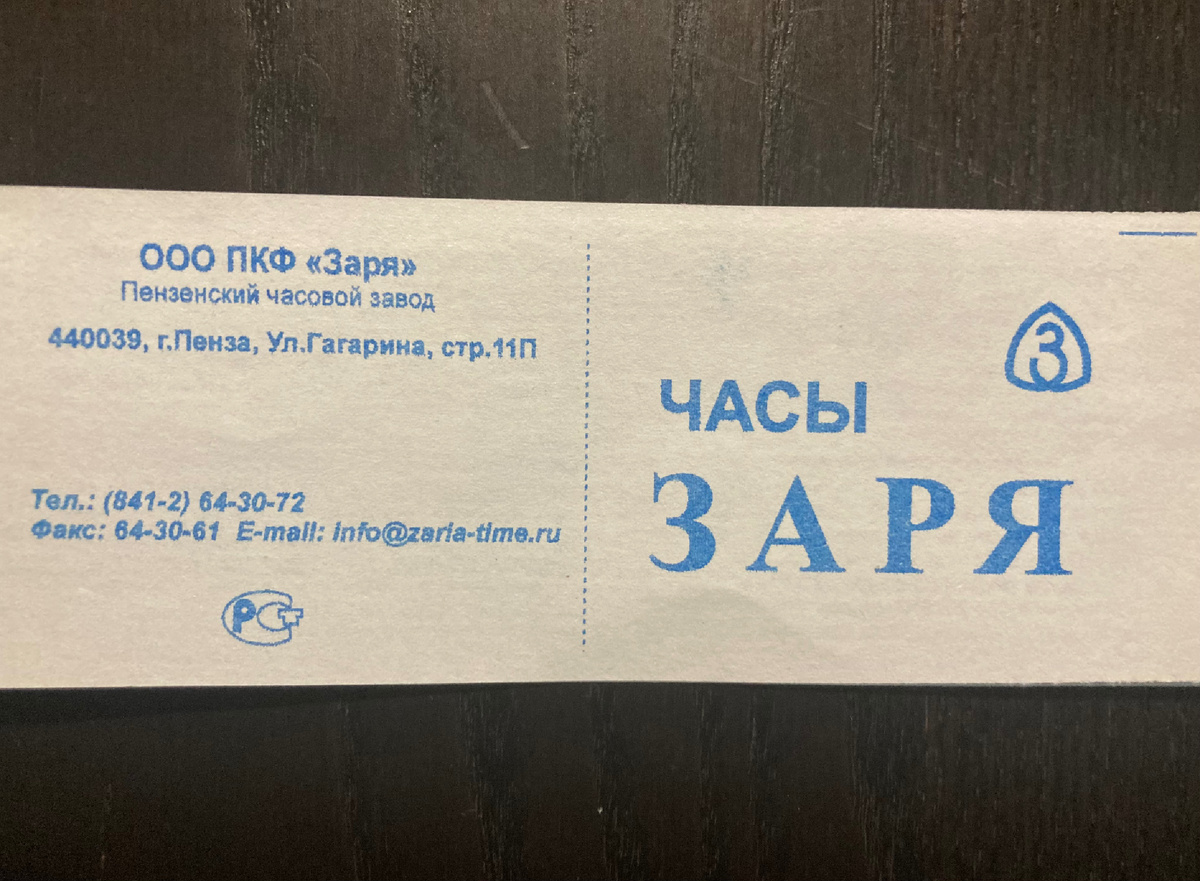 ООО ПКФ «Заря»
Пензенский часовой завод
440039, г.Пенза, Ул.Гагарина, стр.11П
Тел.: (841-2) 64-30-72
Факс: 64-30-61 E-mail: info@zaria-time.ru
РСТ
З
ЧАСЫ
ЗАРЯ